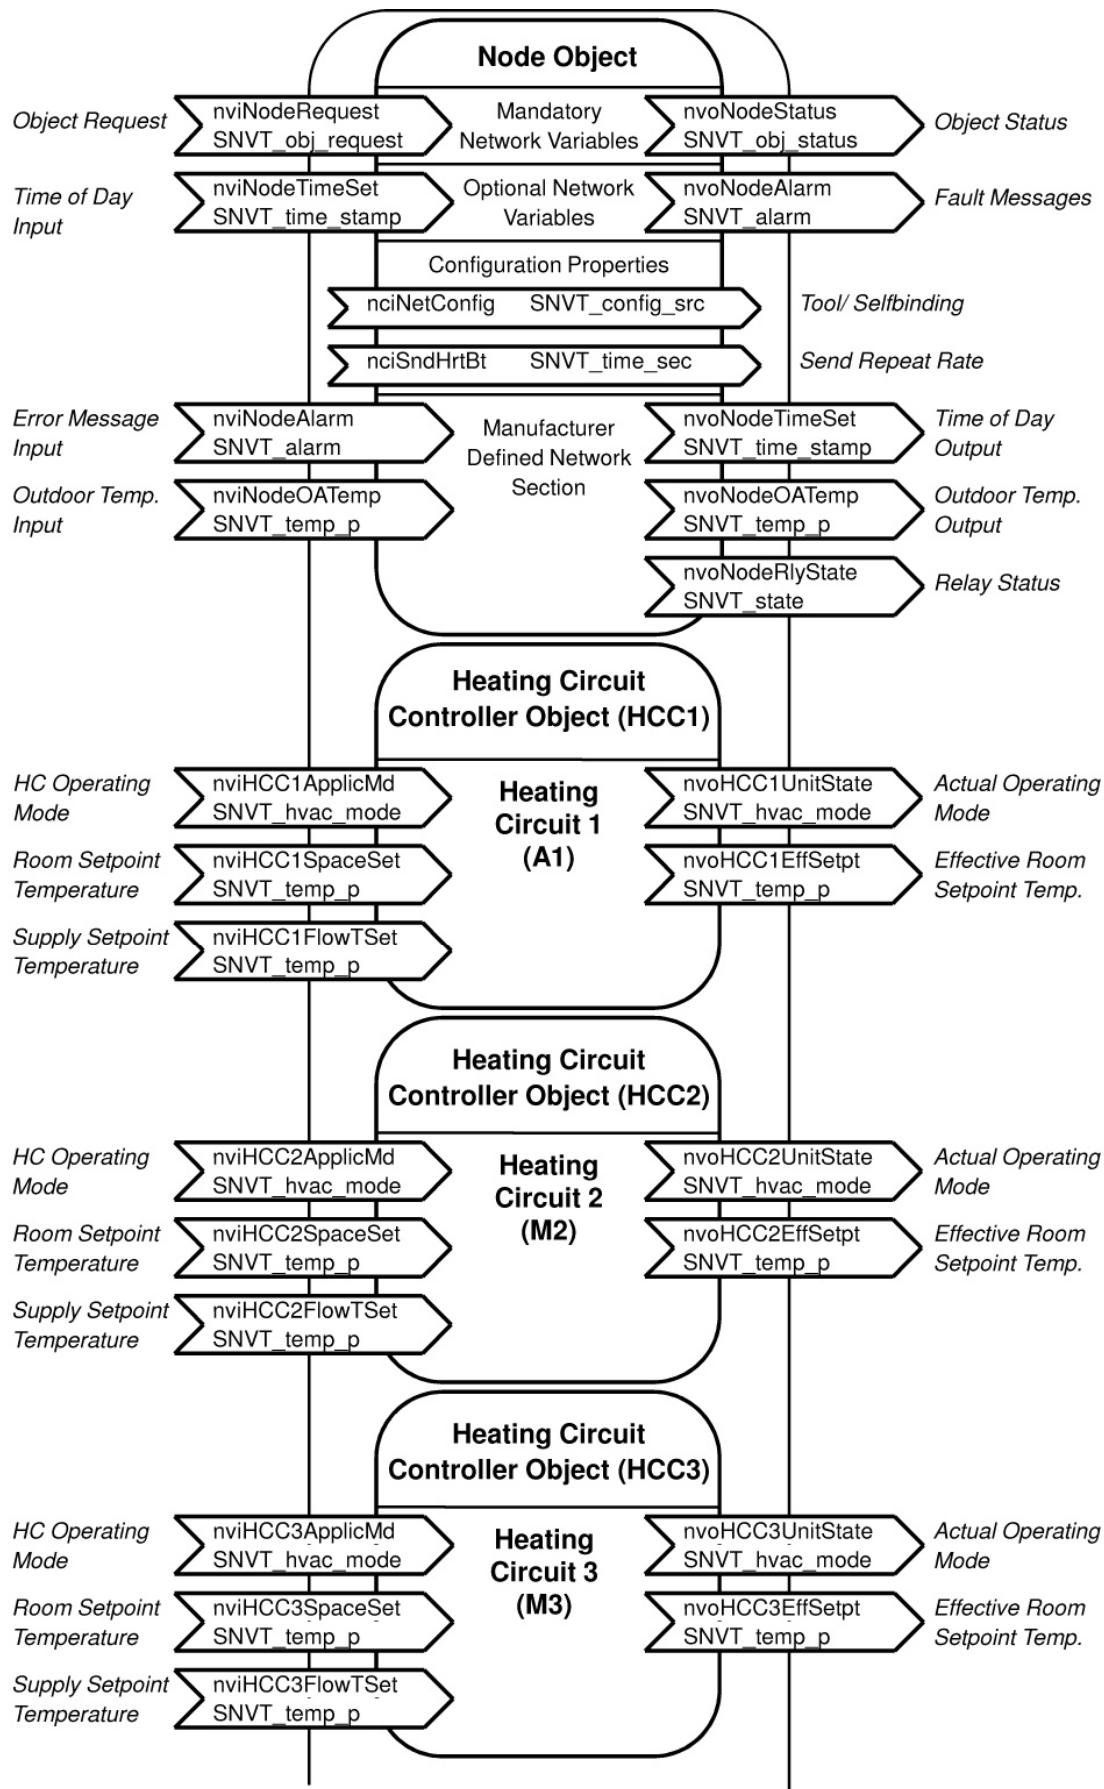 Node Object
Object Request
nviNodeRequest
SNVT_obj_request
Mandatory
Network Variables
nvoNodeStatus
SNVT_obj_status
Object Status
Time of Day
Input
nviNodeTimeSet
SNVT_time_stamp
Optional Network
Variables
nvoNodeAlarm
SNVT_alarm
Fault Messages
Configuration Properties
nciNetConfig SNVT_config_src
Tool/ Selfbinding
nciSndHrtBt SNVT_time_sec
Send Repeat Rate
Error Message
Input
nviNodeAlarm
SNVT_alarm
Manufacturer
Defined Network
Section
nvoNodeTimeSet
SNVT_time_stamp
Time of Day
Output
Outdoor Temp.
Input
nviNodeOATemp
SNVT_temp_p
nvoNodeOATemp
SNVT_temp_p
Outdoor Temp.
Output
nvoNodeRlyState
SNVT_state
Relay Status
Heating Circuit
Controller Object (HCC1)
HC Operating
Mode
nviHCC1ApplicMd
SNVT_hvac_mode
Heating
Circuit 1
(A1)
nvoHCC1UnitState
SNVT_hvac_mode
Actual Operating
Mode
Room Setpoint
Temperature
nviHCC1SpaceSet
SNVT_temp_p
nvoHCC1EffSetpt
SNVT_temp_p
Effective Room
Setpoint Temp.
Supply Setpoint
Temperature
nviHCC1FlowTSet
SNVT_temp_p
Heating Circuit
Controller Object (HCC2)
HC Operating
Mode
nviHCC2ApplicMd
SNVT_hvac_mode
Heating
Circuit 2
(M2)
nvoHCC2UnitState
SNVT_hvac_mode
Actual Operating
Mode
Room Setpoint
Temperature
nviHCC2SpaceSet
SNVT_temp_p
nvoHCC2EffSetpt
SNVT_temp_p
Effective Room
Setpoint Temp.
Supply Setpoint
Temperature
nviHCC2FlowTSet
SNVT_temp_p
Heating Circuit
Controller Object (HCC3)
HC Operating
Mode
nviHCC3ApplicMd
SNVT_hvac_mode
Heating
Circuit 3
(M3)
nvoHCC3UnitState
SNVT_hvac_mode
Actual Operating
Mode
Room Setpoint
Temperature
nviHCC3SpaceSet
SNVT_temp_p
nvoHCC3EffSetpt
SNVT_temp_p
Effective Room
Setpoint Temp.
Supply Setpoint
Temperature
nviHCC3FlowTSet
SNVT_temp_p